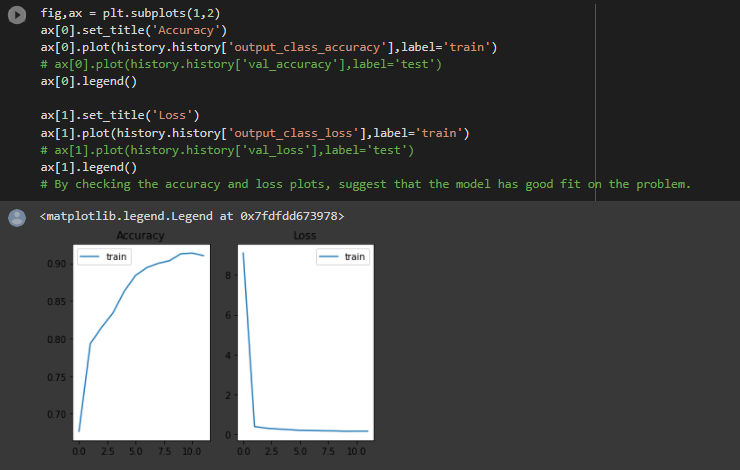 fig,ax = plt.subplots(1,2)
ax[0].set_title('Accuracy')
ax[0].plot(history.history['output_class_accuracy'],label='train')
# ax[0].plot(history.history['val_accuracy'],label='test')
ax[0].legend()
ax[1].set_title('Loss')
ax[1].plot(history.history['output_class_loss'],label='train')
# ax[1].plot(history.history['val_loss'],label='test')
ax[1].legend()
# By checking the accuracy and loss plots, suggest that the model has good fit on the problem.
<matplotlib.legend.Legend at 0x7fdfdd673978>
Accuracy
train
0.90
0.85
0.80
0.75
0.70
0.0 2.5 5.0 7.5 10.0
Loss
train
8
6
4
2
0
0.0 2.5 5.0 7.5 10.0